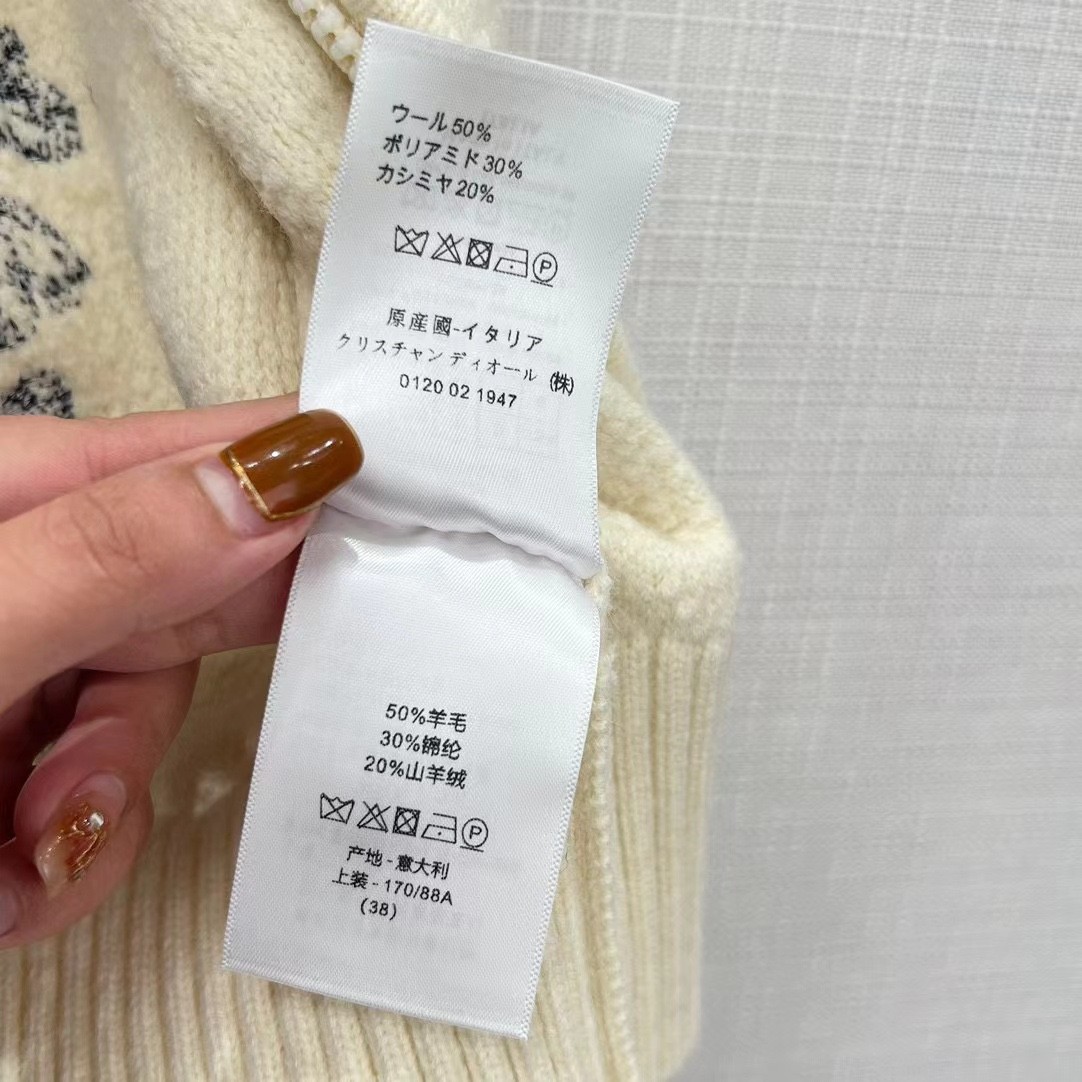 ウール50%
ポリアミド30%
カシミヤ20%
P
原産國-イタリア
クリスチャンディオール (株)
0120 02 1947
50%羊毛
30%锦纶
20%山羊绒
P
产地-意大利
上装-170/88A
(38)